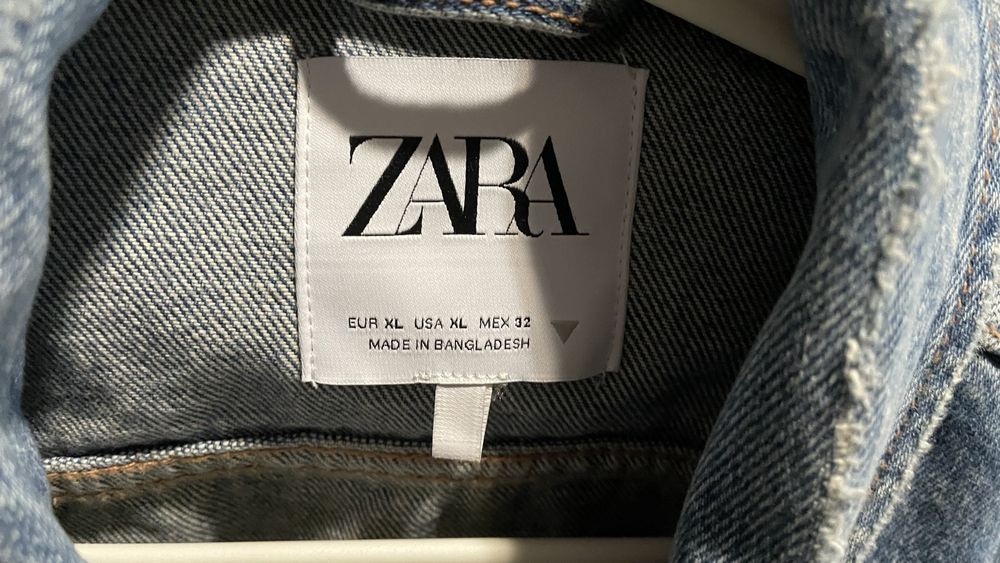 ZARA
EUR XL USA XL MEX 32
MADE IN BANGLADESH